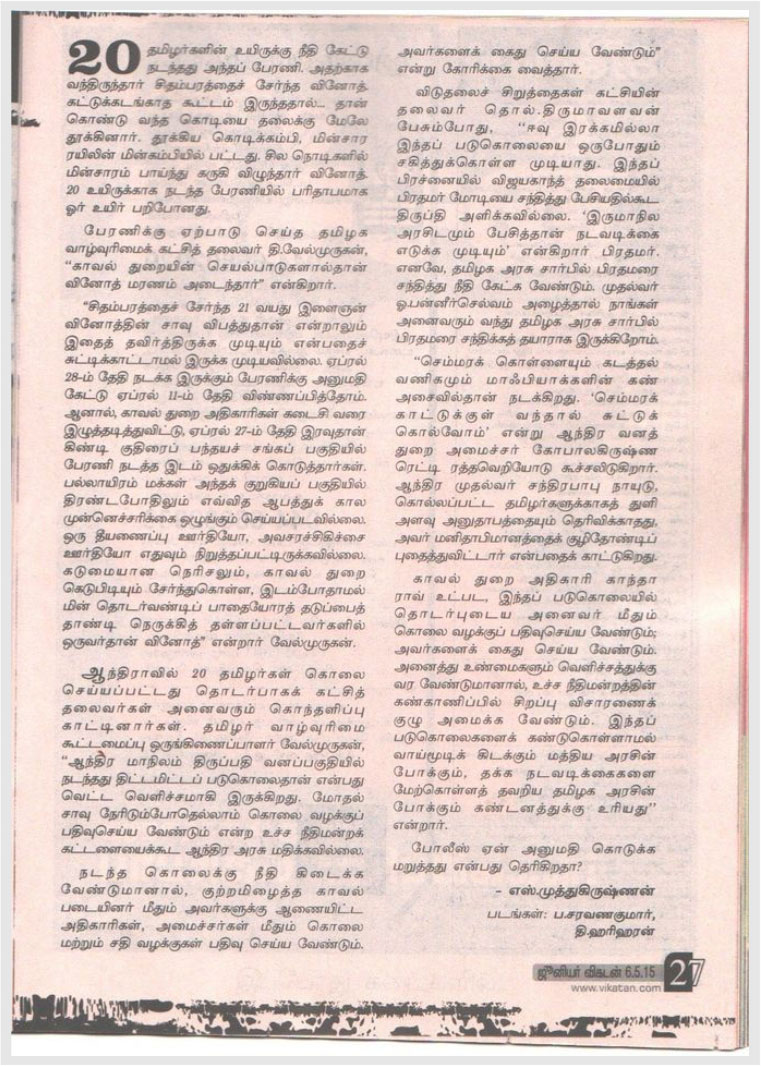 20 தமிழர்களின் உயிருக்கு நீதி கேட்டு
நடந்தது அந்தப் பேரணி. அதற்காக
வந்திருந்தார் சிதம்பரத்தைச் சேர்ந்த வினோத்.
கட்டுக்கடங்காத கூட்டம் இருந்ததால்... தான்
கொண்டு வந்த கொடியை தலைக்கு மேலே
தூக்கினார். தூக்கிய கொடிக்கம்பி, மின்சார
ரயிலின் மின்கம்பியில் பட்டது. சில நொடிகளில்
மின்சாரம் பாய்ந்து கருகி விழுந்தார் வினோத்.
20 உயிருக்காக நடந்த பேரணியில் பரிதாபமாக
ஓர் உயிர் பறிபோனது.
பேரணிக்கு ஏற்பாடு செய்த தமிழக
வாழ்வுரிமைக் கட்சித் தலைவர் தி.வேல்முருகன்,
“காவல் துறையின் செயல்பாடுகளால்தான்
வினோத் மரணம் அடைந்தார்” என்கிறார்.
“சிதம்பரத்தைச் சேர்ந்த 21 வயது இளைஞன்
வினோத்தின் சாவு விபத்துதான் என்றாலும்
இதைத் தவிர்த்திருக்க முடியும் என்பதைச்
சுட்டிக்காட்டாமல் இருக்க முடியவில்லை. ஏப்ரல்
28-ம் தேதி நடக்க இருக்கும் பேரணிக்கு அனுமதி
கேட்டு ஏப்ரல் 11-ம் தேதி விண்ணப்பித்தோம்.
ஆனால், காவல் துறை அதிகாரிகள் கடைசி வரை
இழுத்தடித்துவிட்டு, ஏப்ரல் 27-ம் தேதி இரவுதான்
கிண்டி குதிரைப் பந்தயச் சங்கப் பகுதியில்
பேரணி நடத்த இடம் ஒதுக்கிக் கொடுத்தார்கள்.
பல்லாயிரம் மக்கள் அந்தக் குறுகியப் பகுதியில்
திரண்டபோதிலும் எவ்வித ஆபத்துக் கால
முன்னெச்சரிக்கை ஒழுங்கும் செய்யப்படவில்லை.
ஒரு தீயணைப்பு ஊர்தியோ, அவசரச்சிகிச்சை
ஊர்தியோ எதுவும் நிறுத்தப்பட்டிருக்கவில்லை.
கடுமையான நெரிசலும், காவல் துறை
கெடுபிடியும் சேர்ந்துகொள்ள, இடம்போதாமல்
மின் தொடர்வண்டிப் பாதையோரத் தடுப்பைத்
தாண்டி நெருக்கித் தள்ளப்பட்டவர்களில்
ஒருவர்தான் வினோத்” என்றார் வேல்முருகன்.
ஆந்திராவில் 20 தமிழர்கள் கொலை
செய்யப்பட்டது தொடர்பாகக் கட்சித்
தலைவர்கள் அனைவரும் கொந்தளிப்பு
காட்டினார்கள். தமிழர் வாழ்வுரிமை
கூட்டமைப்பு ஒருங்கிணைப்பாளர் வேல்முருகன்,
“ஆந்திர மாநிலம் திருப்பதி வனப்பகுதியில்
நடந்தது திட்டமிட்டப் படுகொலைதான் என்பது
வெட்ட வெளிச்சமாகி இருக்கிறது. மோதல்
சாவு நேரிடும்போதெல்லாம் கொலை வழக்குப்
பதிவுசெய்ய வேண்டும் என்ற உச்ச நீதிமன்றக்
கட்டளையைக்கூட ஆந்திர அரசு மதிக்கவில்லை.
நடந்த கொலைக்கு நீதி கிடைக்க
வேண்டுமானால், குற்றமிழைத்த காவல்
படையினர் மீதும் அவர்களுக்கு ஆணையிட்ட
அதிகாரிகள், அமைச்சர்கள் மீதும் கொலை
மற்றும் சதி வழக்குகள் பதிவு செய்ய வேண்டும்.
அவர்களைக் கைது செய்ய வேண்டும்”
என்று கோரிக்கை வைத்தார்.
விடுதலைச் சிறுத்தைகள் கட்சியின்
தலைவர் தொல்.திருமாவளவன்
பேசும்போது, “ஈவு இரக்கமில்லா
இந்தப் படுகொலையை ஒருபோதும்
சகித்துக்கொள்ள முடியாது. இந்தப்
பிரச்னையில் விஜயகாந்த் தலைமையில்
பிரதமர் மோடியை சந்தித்து பேசியதில்கூட
திருப்தி அளிக்கவில்லை. ‘இருமாநில
அரசிடமும் பேசித்தான் நடவடிக்கை
எடுக்க முடியும்’ என்கிறார் பிரதமர்.
எனவே, தமிழக அரசு சார்பில் பிரதமரை
சந்தித்து நீதி கேட்க வேண்டும். முதல்வர்
ஓ.பன்னீர்செல்வம் அழைத்தால் நாங்கள்
அனைவரும் வந்து தமிழக அரசு சார்பில்
பிரதமரை சந்திக்கத் தயாராக இருக்கிறோம்.
“செம்மரக் கொள்ளையும் கடத்தல்
வணிகமும் மாஃபியாக்களின் கண்
அசைவில்தான் நடக்கிறது. ‘செம்மரக்
காட்டுக்குள் வந்தால் சுட்டுக்
கொல்வோம்’ என்று ஆந்திர வனத்
துறை அமைச்சர் கோபாலகிருஷ்ண
ரெட்டி ரத்தவெறியோடு கூச்சலிடுகிறார்.
ஆந்திர முதல்வர் சந்திரபாபு நாயுடு,
கொல்லப்பட்ட தமிழர்களுக்காகத் துளி
அளவு அனுதாபத்தையும் தெரிவிக்காதது,
அவர் மனிதாபிமானத்தைக் குழிதோண்டிப்
புதைத்துவிட்டார் என்பதைக் காட்டுகிறது.
காவல் துறை அதிகாரி காந்தா
ராவ் உட்பட, இந்தப் படுகொலையில்
தொடர்புடைய அனைவர் மீதும்
கொலை வழக்குப் பதிவுசெய்ய வேண்டும்;
அவர்களைக் கைது செய்ய வேண்டும்.
அனைத்து உண்மைகளும் வெளிச்சத்துக்கு
வர வேண்டுமானால், உச்ச நீதிமன்றத்தின்
கண்காணிப்பில் சிறப்பு விசாரணைக்
குழு அமைக்க வேண்டும். இந்தப்
படுகொலைகளைக் கண்டுகொள்ளாமல்
வாய்மூடிக் கிடக்கும் மத்திய அரசின்
போக்கும், தக்க நடவடிக்கைகளை
மேற்கொள்ளத் தவறிய தமிழக அரசின்
போக்கும் கண்டனத்துக்கு உரியது”
என்றார்.
போலீஸ் ஏன் அனுமதி கொடுக்க
மறுத்தது என்பது தெரிகிறதா?
- எஸ்.முத்துகிருஷ்ணன்
படங்கள்: ப.சரவணகுமார்,
தி.ஹரிஹரன்
ஜூனியர் விகடன் 6.5.15 27
www.vikatan.com